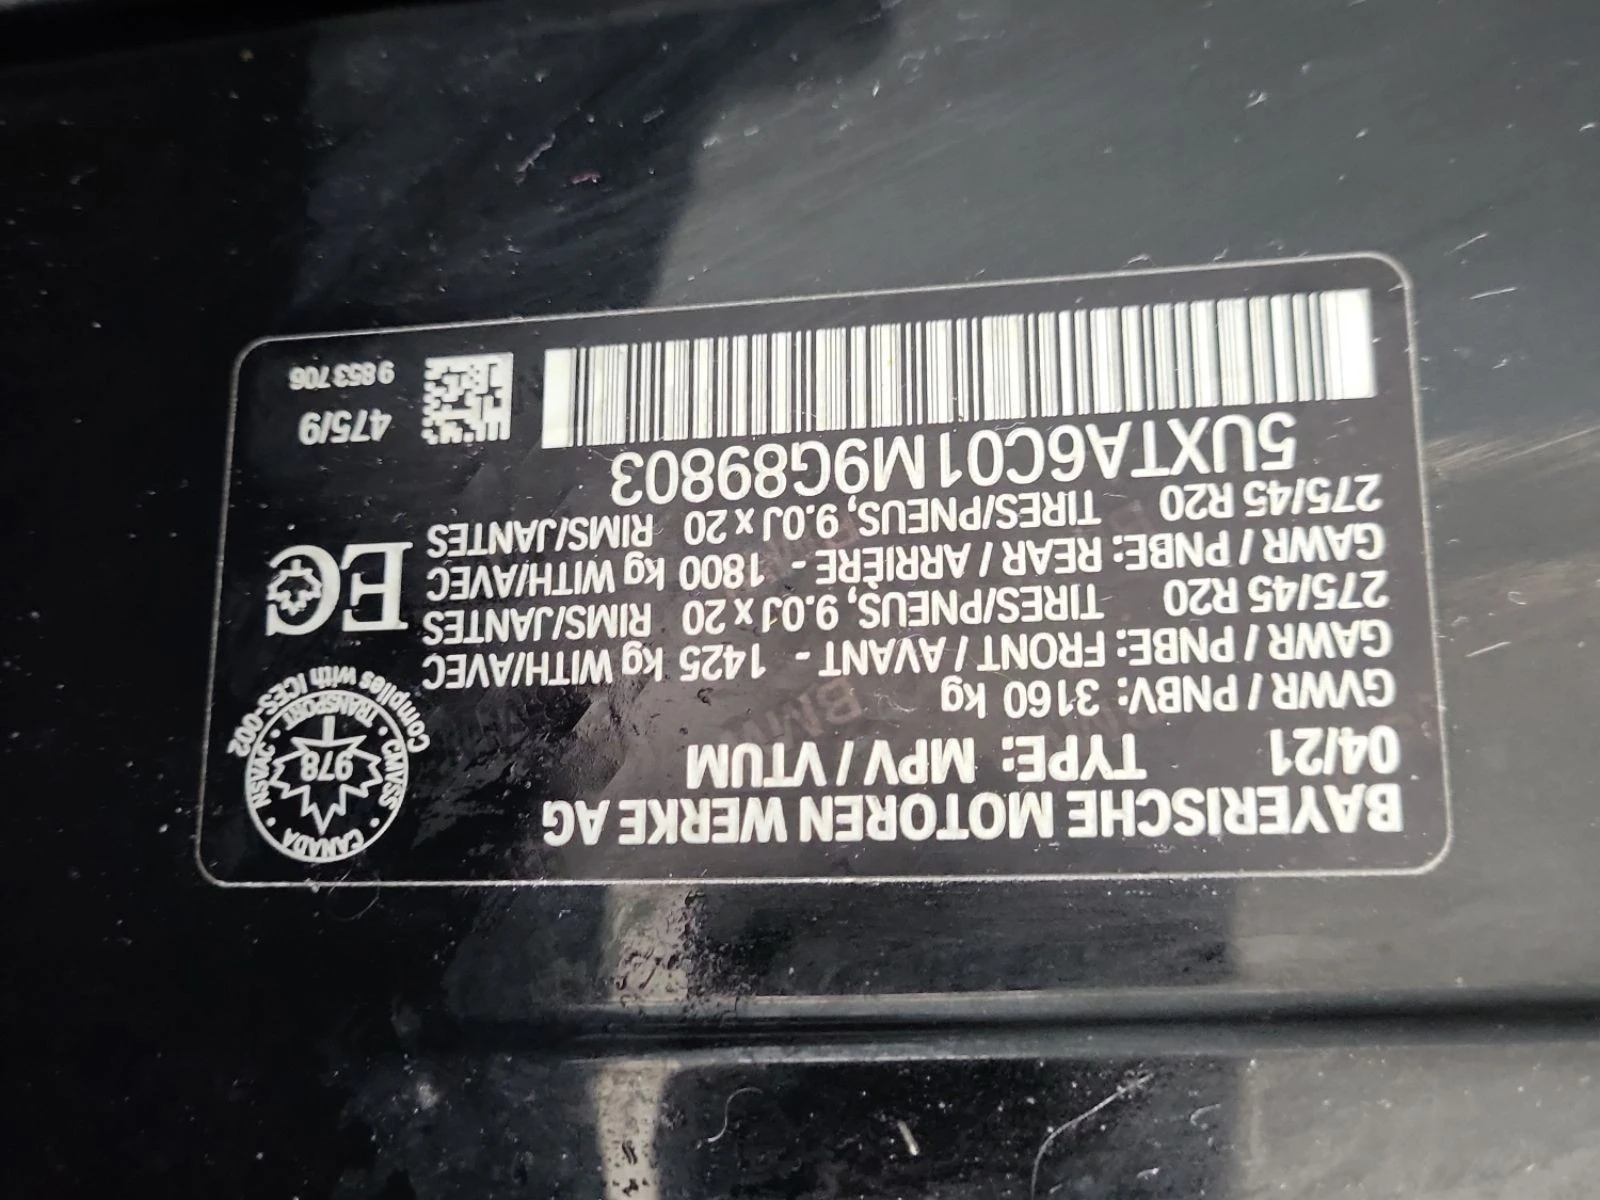 BAYERISCHE MOTOREN WERKE AG
04/21 TYPE: MPV / VTUM
GVWR / PNBV: 3160 kg
GAWR / PNBE: FRONT / AVANT - 1425 kg WITH/AVEC
275/45 R20 TIRES/PNEUS, 9.0J x 20 RIMS/JANTES
GAWR / PNBE: REAR / ARRIÈRE - 1800 kg WITH/AVEC
275/45 R20 TIRES/PNEUS, 9.0J x 20 RIMS/JANTES
5UXTA6C01M9G89803
CANADA
NSVAC · CMVSS
978
TRANSPORT
Complies with ICES-002
EC
475/9
9 853 706
BMW
BMW